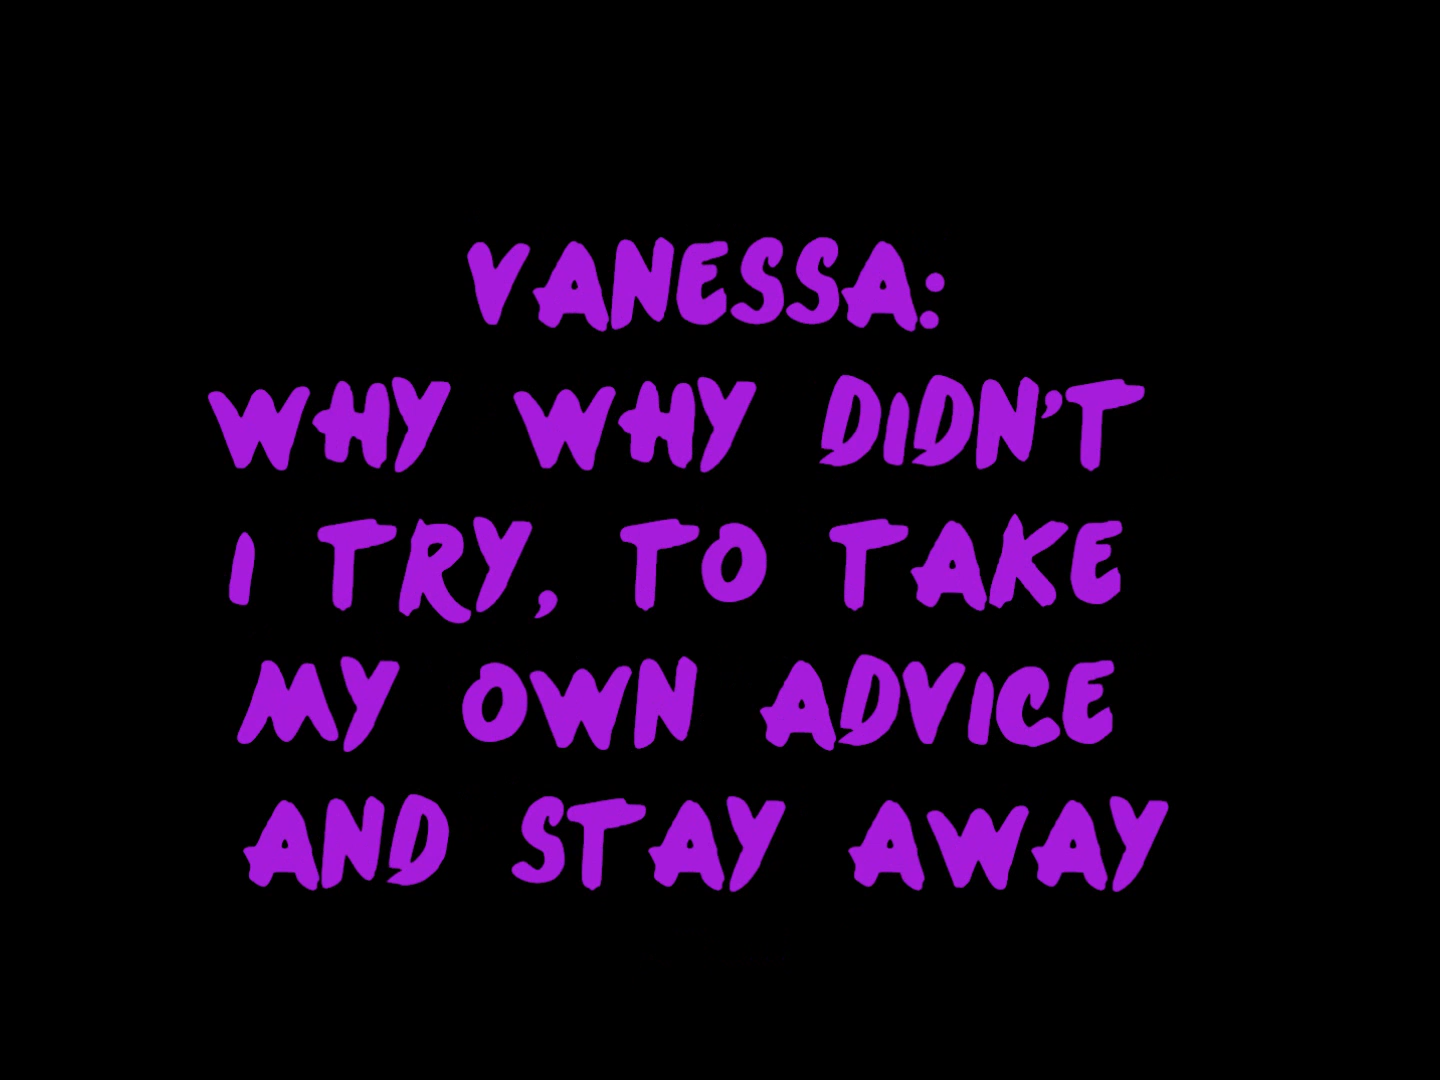 VANESSA:
WHY WHY DIDN'T
I TRY, TO TAKE
MY OWN ADVICE
AND STAY AWAY